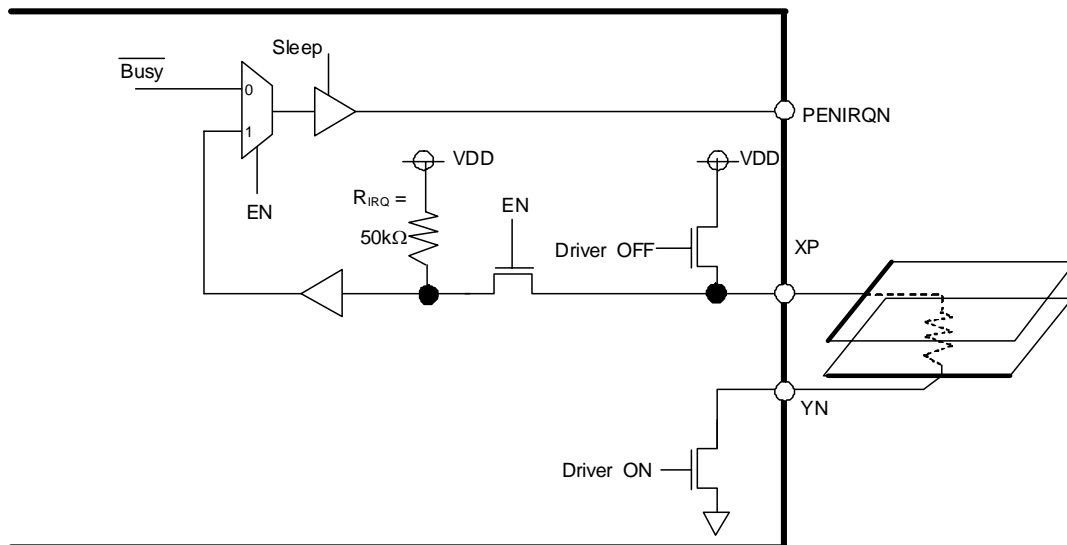 Sleep
Busy
0
1
PENIRQN
EN
VDD
RIRQ =
50kΩ
EN
VDD
Driver OFF
XP
YN
Driver ON